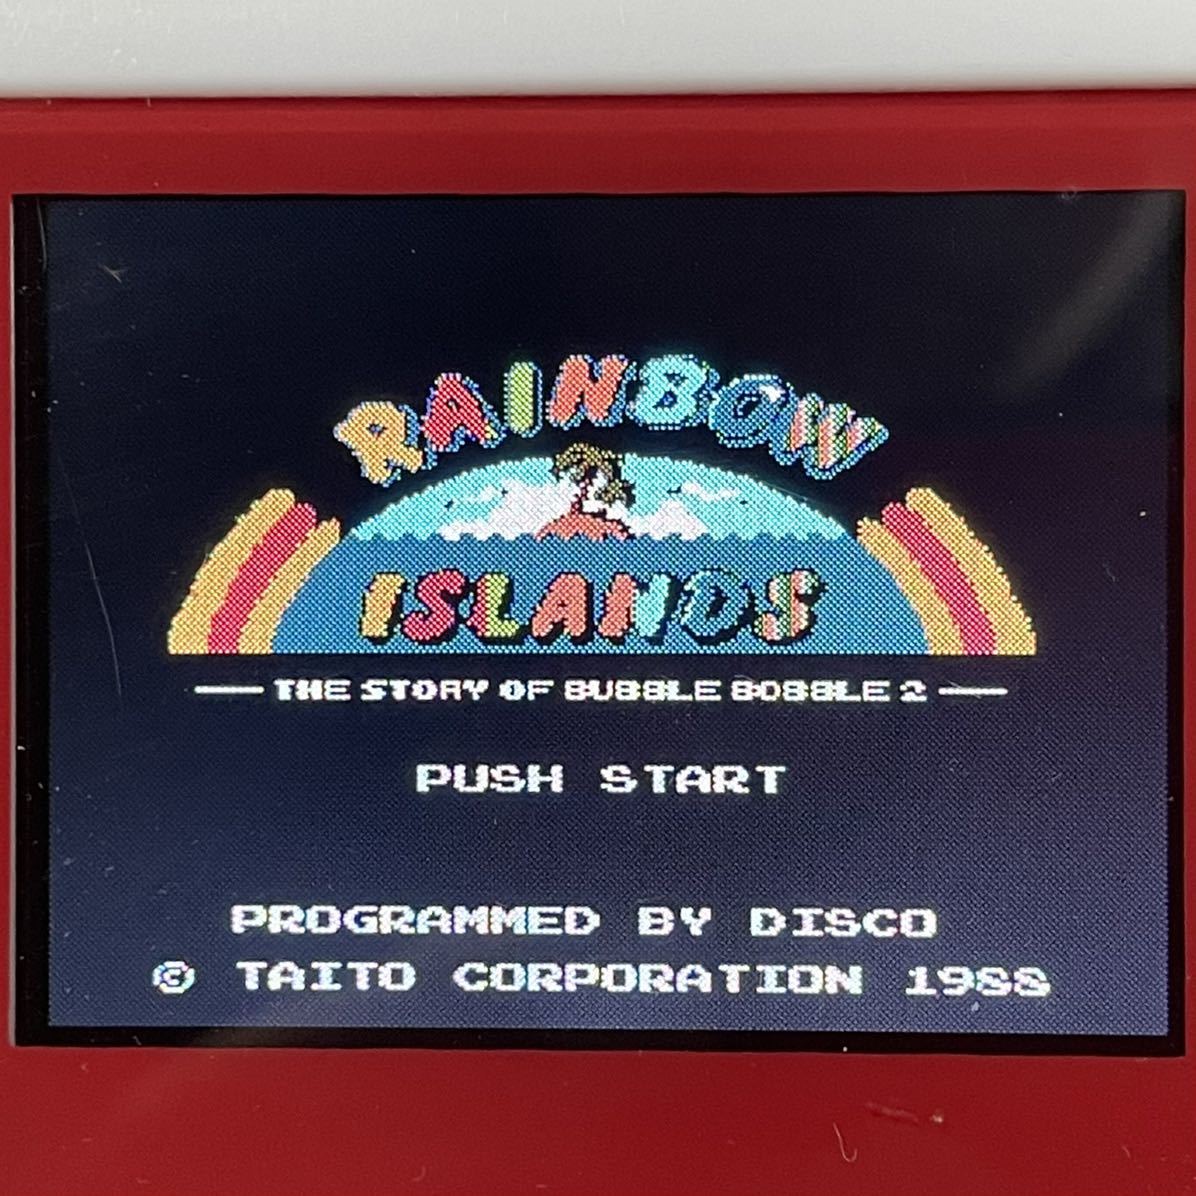 RAINBOW
ISLANDS
THE STORY OF BUBBLE BOBBLE 2
PUSH START
PROGRAMMED BY DISCO
© TAITO CORPORATION 1988